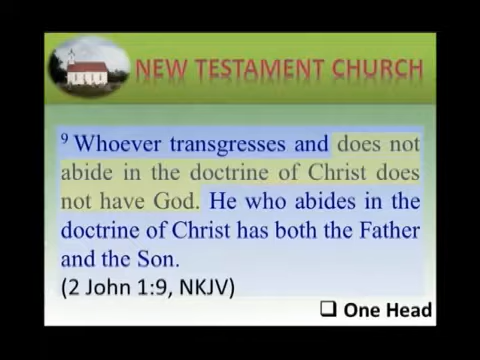 NEW TESTAMENT CHURCH
9 Whoever transgresses and does not
abide in the doctrine of Christ does
not have God. He who abides in the
doctrine of Christ has both the Father
and the Son.
(2 John 1:9, NKJV)
❑ One Head